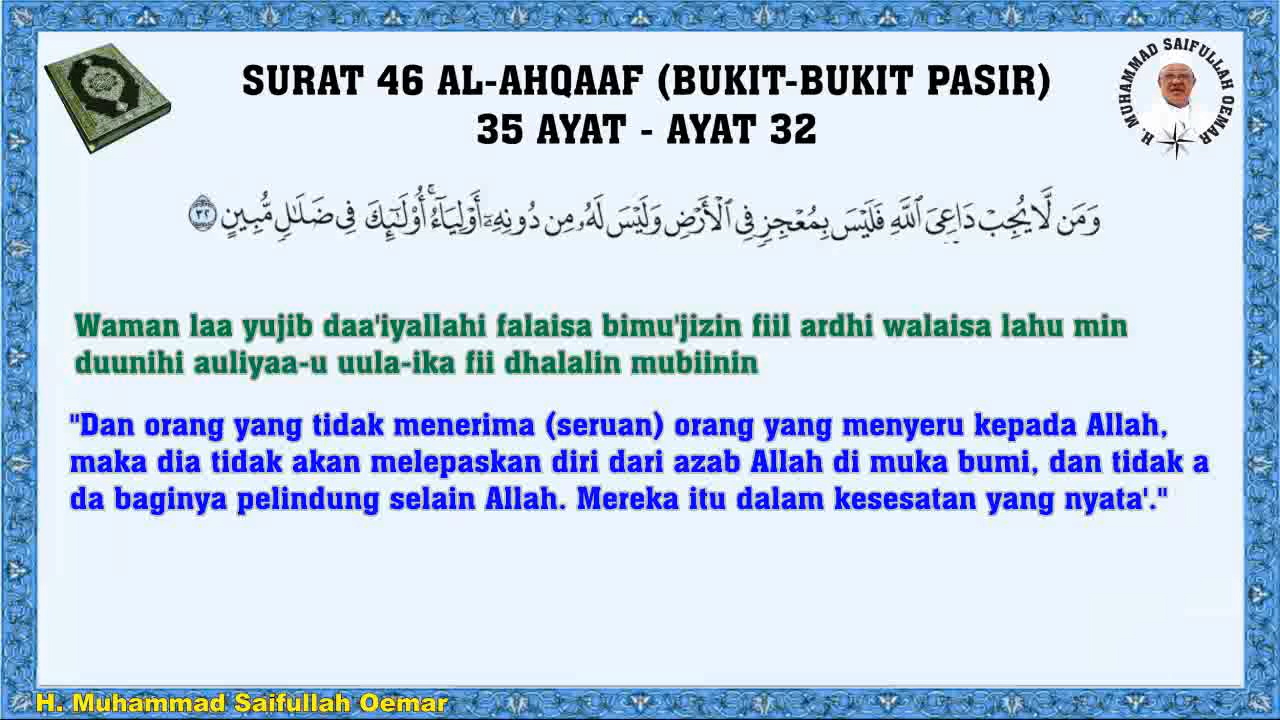 SURAT 46 AL-AHQAAF (BUKIT-BUKIT PASIR)
35 AYAT - AYAT 32
H. MUHAMMAD SAIFULLAH OEMAR
وَمَن لَّا يُجِبْ دَاعِىَ ٱللَّهِ فَلَيْسَ بِمُعْجِزٍ فِى ٱلْأَرْضِ وَلَيْسَ لَهُۥ مِن دُونِهِۦٓ أَوْلِيَآءُ ۚ أُو۟لَـٰٓئِكَ فِى ضَلَـٰلٍ مُّبِينٍ ٣٢
Waman laa yujib daa'iyallahi falaisa bimu'jizin fiil ardhi walaisa lahu min
duunihi auliyaa-u uula-ika fii dhalalin mubiinin
"Dan orang yang tidak menerima (seruan) orang yang menyeru kepada Allah,
maka dia tidak akan melepaskan diri dari azab Allah di muka bumi, dan tidak a
da baginya pelindung selain Allah. Mereka itu dalam kesesatan yang nyata'."
H. Muhammad Saifullah Oemar